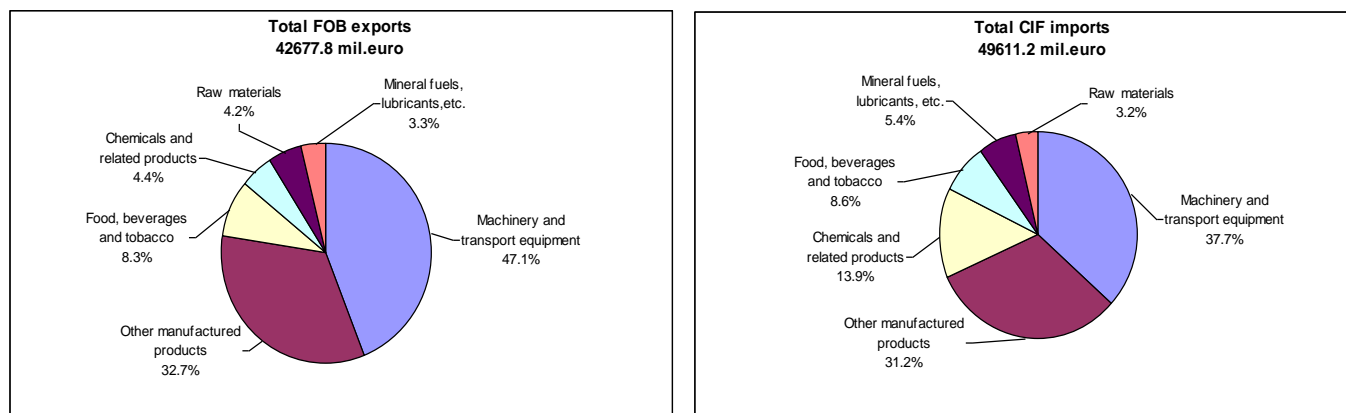 Total FOB exports
42677.8 mil.euro
Mineral fuels,
lubricants,etc.
3.3%
Raw materials
4.2%
Chemicals and
related products
4.4%
Food, beverages
and tobacco
8.3%
Machinery and
transport equipment
47.1%
Other manufactured
products
32.7%
Total CIF imports
49611.2 mil.euro
Mineral fuels,
lubricants, etc.
5.4%
Raw materials
3.2%
Food, beverages
and tobacco
8.6%
Machinery and
transport equipment
37.7%
Chemicals and
related products
13.9%
Other manufactured
products
31.2%